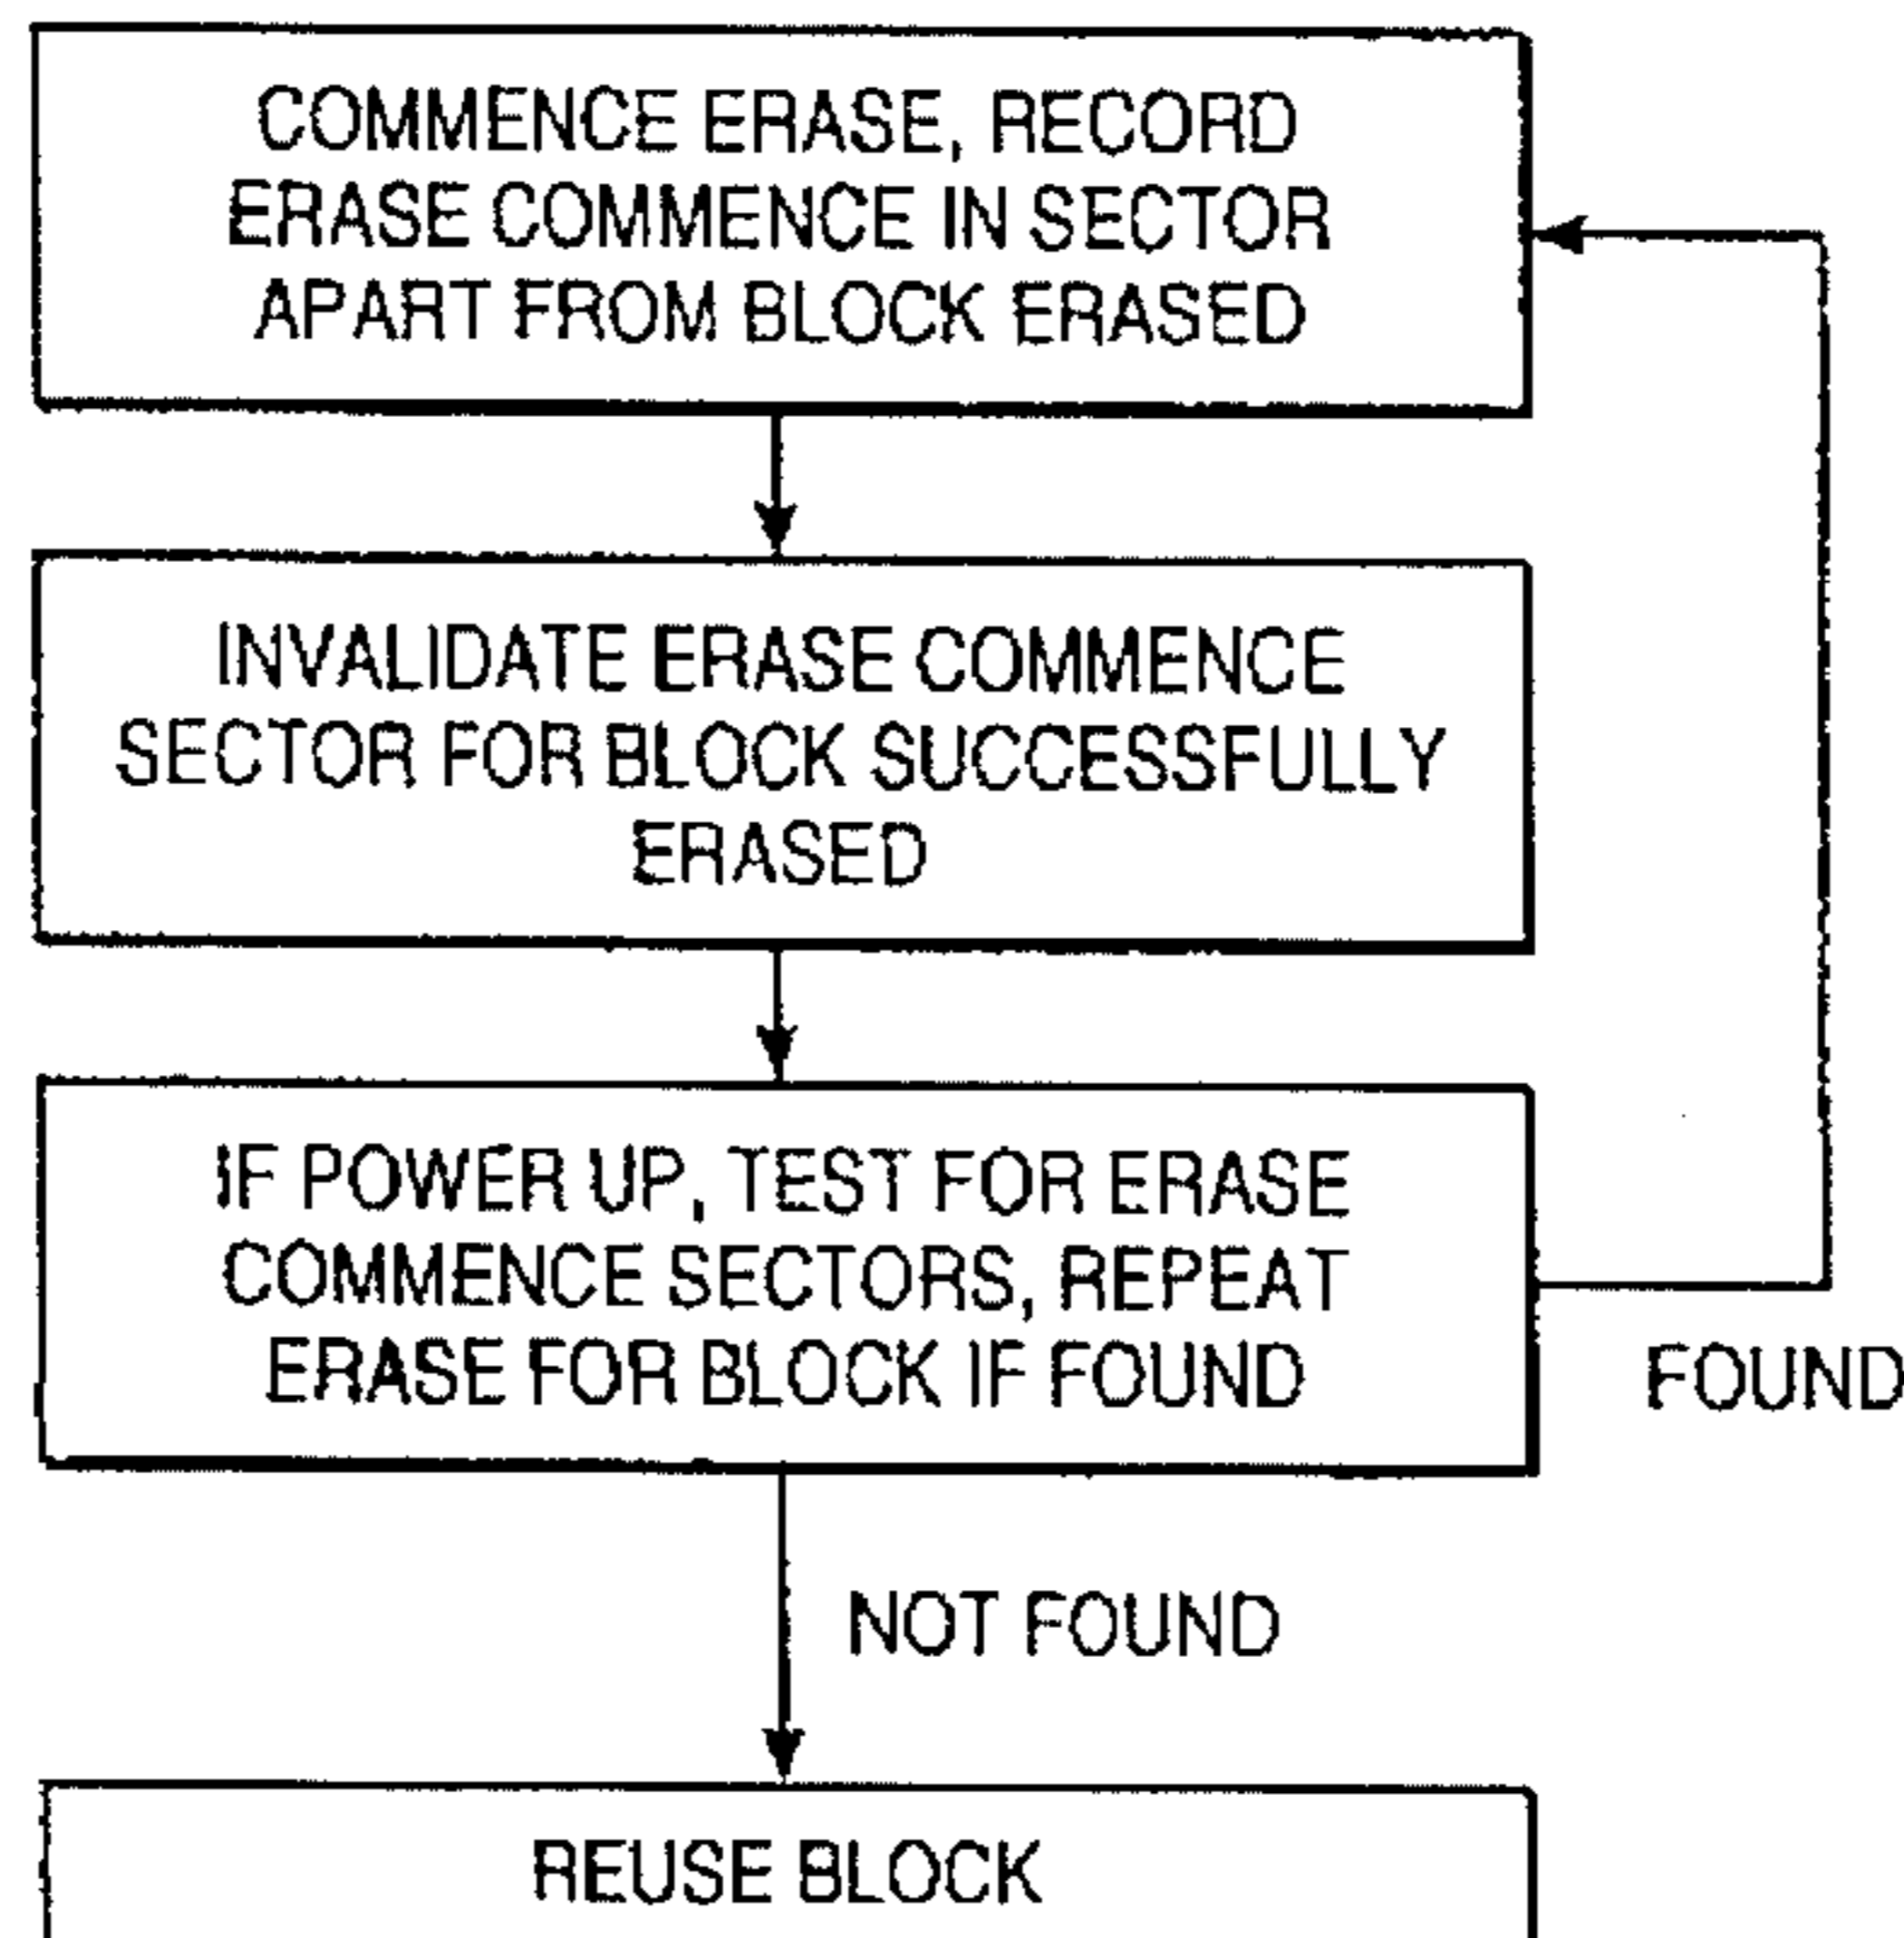 COMMENCE ERASE, RECORD
ERASE COMMENCE IN SECTOR
APART FROM BLOCK ERASED
INVALIDATE ERASE COMMENCE
SECTOR FOR BLOCK SUCCESSFULLY
ERASED
IF POWER UP, TEST FOR ERASE
COMMENCE SECTORS, REPEAT
ERASE FOR BLOCK IF FOUND
FOUND
NOT FOUND
REUSE BLOCK